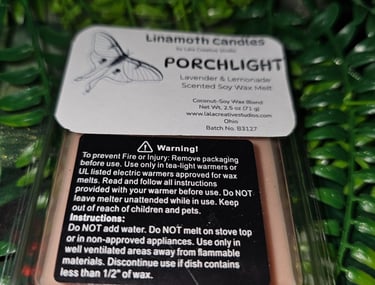 Linamoth Candles
by Lala Creative Studio
PORCHLIGHT
Lavender & Lemonade
Scented Soy Wax Melt
Coconut-Soy Wax Blend
Net Wt. 2.5 oz (71 g)
www.lalacreativestudios.com
Ohio
Batch No. B3127
Warning!
To prevent Fire or Injury: Remove packaging
before use. Use only in tea-light warmers or
UL listed electric warmers approved for wax
melts. Read and follow all instructions
provided with your warmer before use. Do NOT
leave melter unattended while in use. Keep
out of reach of children and pets.
Instructions:
Do NOT add water. Do NOT melt on stove top
or in non-approved appliances. Use only in
well ventilated areas away from flammable
materials. Discontinue use if dish contains
less than 1/2" of wax.